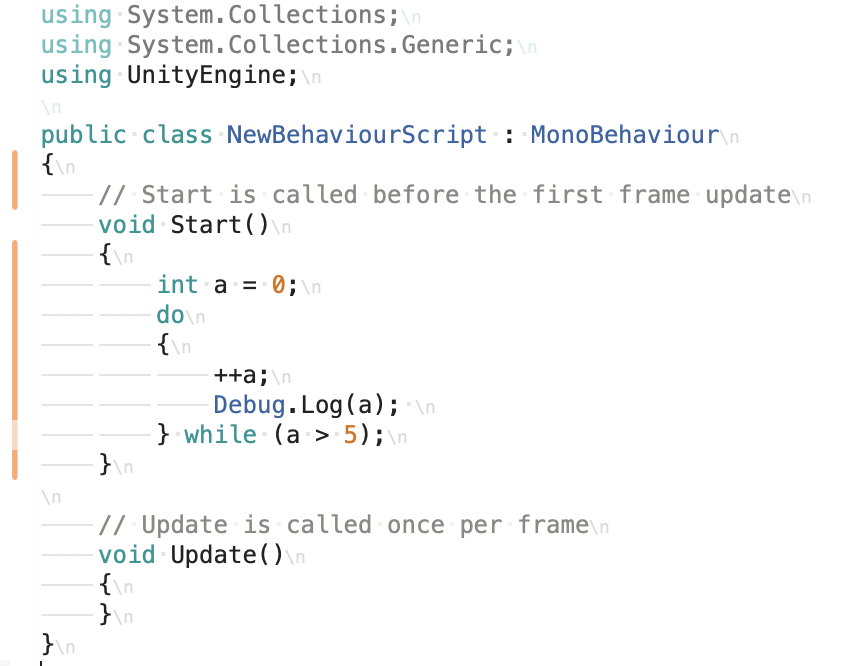 using System.Collections;\n
using System.Collections.Generic;\n
using UnityEngine;\n
\n
public class NewBehaviourScript : MonoBehaviour\n
{\n
// Start is called before the first frame update\n
void Start()\n
{\n
int a = 0;\n
do\n
{\n
++a;\n
Debug.Log(a); \n
} while (a > 5);\n
}\n
\n
// Update is called once per frame\n
void Update()\n
{\n
}\n
}\n